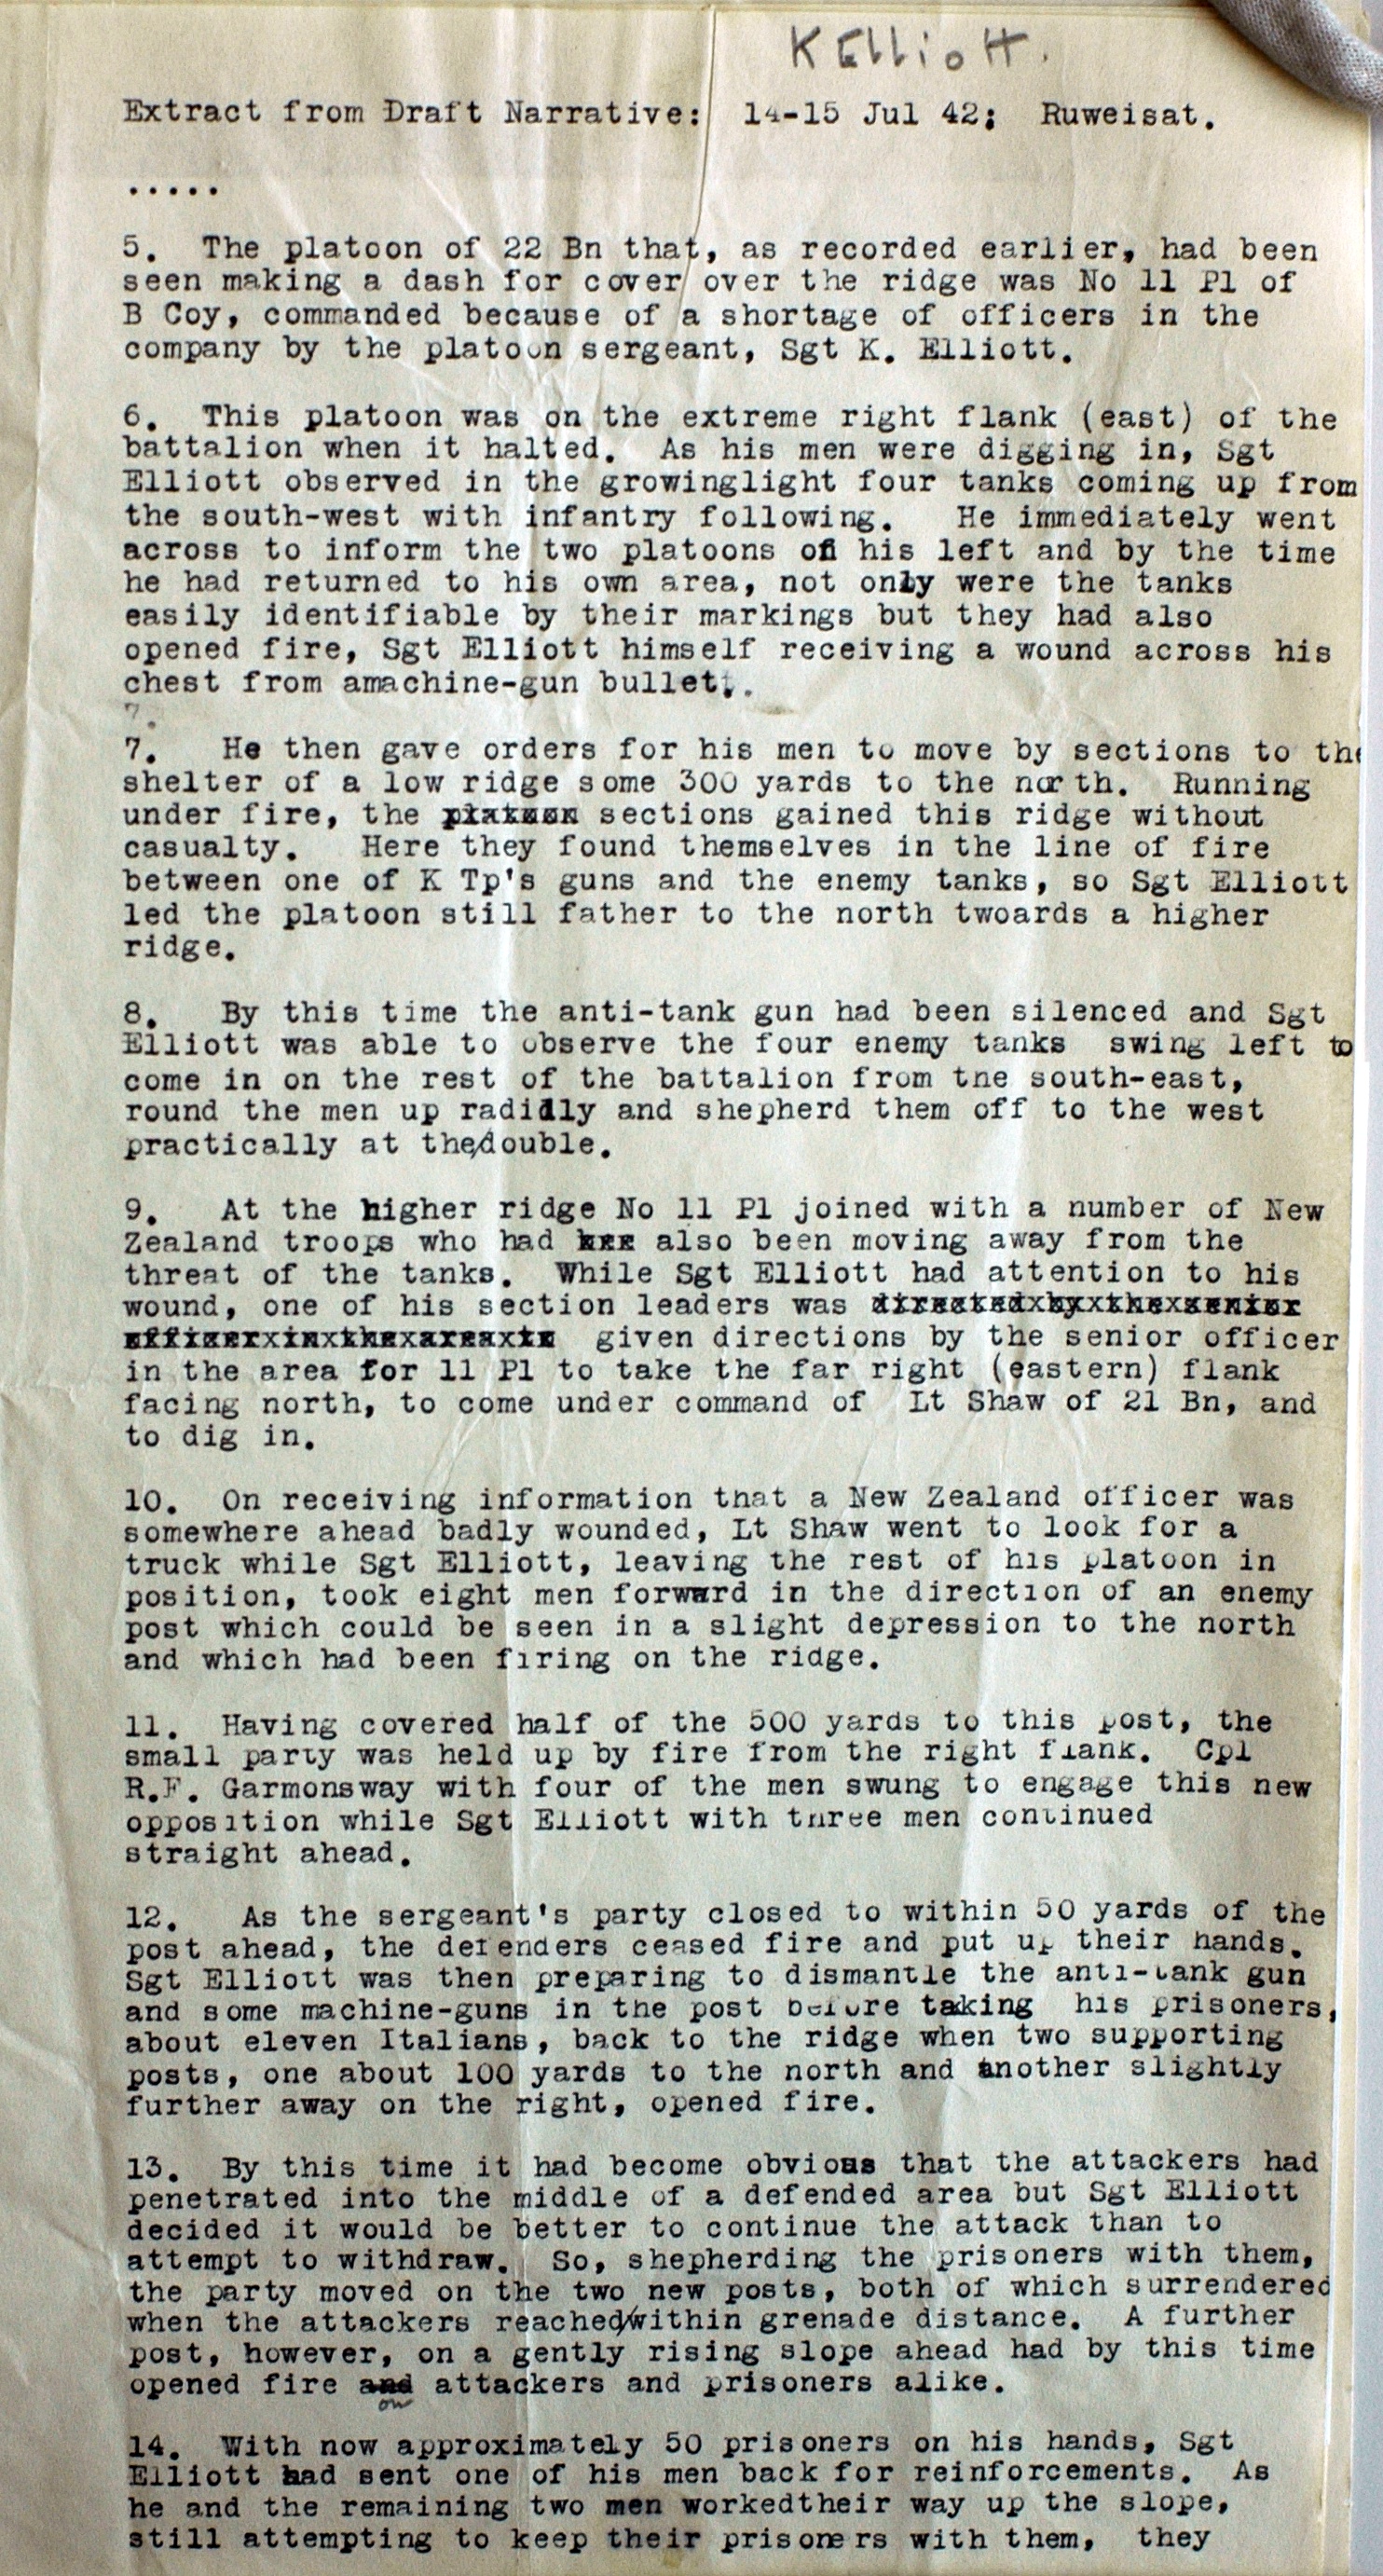 K Elliott.
Extract from Draft Narrative: 14-15 Jul 42; Ruweisat.
.....
5. The platoon of 22 Bn that, as recorded earlier, had been
seen making a dash for cover over the ridge was No 11 Pl of
B Coy, commanded because of a shortage of officers in the
company by the platoon sergeant, Sgt K. Elliott.
6. This platoon was on the extreme right flank (east) of the
battalion when it halted. As his men were digging in, Sgt
Elliott observed in the growinglight four tanks coming up from
the south-west with infantry following. He immediately went
across to inform the two platoons on his left and by the time
he had returned to his own area, not only were the tanks
easily identifiable by their markings but they had also
opened fire, Sgt Elliott himself receiving a wound across his
chest from amachine-gun bullet..
7.
7. He then gave orders for his men to move by sections to the
shelter of a low ridge some 300 yards to the north. Running
under fire, the platoon sections gained this ridge without
casualty. Here they found themselves in the line of fire
between one of K Tp's guns and the enemy tanks, so Sgt Elliott
led the platoon still father to the north twoards a higher
ridge.
8. By this time the anti-tank gun had been silenced and Sgt
Elliott was able to observe the four enemy tanks swing left to
come in on the rest of the battalion from the south-east,
round the men up radidly and shepherd them off to the west
practically at the/double.
9. At the higher ridge No 11 Pl joined with a number of New
Zealand troops who had also been moving away from the
threat of the tanks. While Sgt Elliott had attention to his
wound, one of his section leaders was directed by the senior
officer in the area to given directions by the senior officer
in the area for 11 Pl to take the far right (eastern) flank
facing north, to come under command of Lt Shaw of 21 Bn, and
to dig in.
10. On receiving information that a New Zealand officer was
somewhere ahead badly wounded, Lt Shaw went to look for a
truck while Sgt Elliott, leaving the rest of his platoon in
position, took eight men forward in the direction of an enemy
post which could be seen in a slight depression to the north
and which had been firing on the ridge.
11. Having covered half of the 500 yards to this post, the
small party was held up by fire from the right flank. Cpl
R.F. Garmonsway with four of the men swung to engage this new
opposition while Sgt Elliott with three men continued
straight ahead.
12. As the sergeant's party closed to within 50 yards of the
post ahead, the defenders ceased fire and put up their hands.
Sgt Elliott was then preparing to dismantle the anti-tank gun
and some machine-guns in the post before taking his prisoners,
about eleven Italians, back to the ridge when two supporting
posts, one about 100 yards to the north and another slightly
further away on the right, opened fire.
13. By this time it had become obvious that the attackers had
penetrated into the middle of a defended area but Sgt Elliott
decided it would be better to continue the attack than to
attempt to withdraw. So, shepherding the prisoners with them,
the party moved on the two new posts, both of which surrendered
when the attackers reached/within grenade distance. A further
post, however, on a gently rising slope ahead had by this time
opened fire and attackers and prisoners alike.
on
14. With now approximately 50 prisoners on his hands, Sgt
Elliott had sent one of his men back for reinforcements. As
he and the remaining two men workedtheir way up the slope,
still attempting to keep their prisoners with them, they